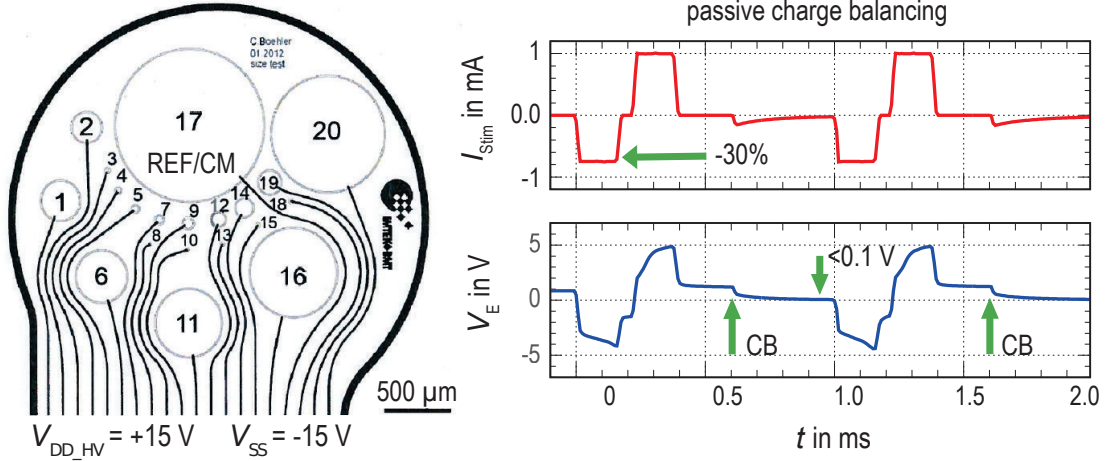 C.Boehler
01 2012
size test
17
REF/CM
20
2
3
4
5
1
7
8
9
10
12
13
14
19
18
15
6
11
16
500 µm
V_DD_HV = +15 V
V_SS = -15 V
passive charge balancing
I_Stim in mA
1
0.0
-1
-30%
V_E in V
5
0
-5
<0.1 V
CB
CB
0
0.5
1.0
1.5
2.0
t in ms